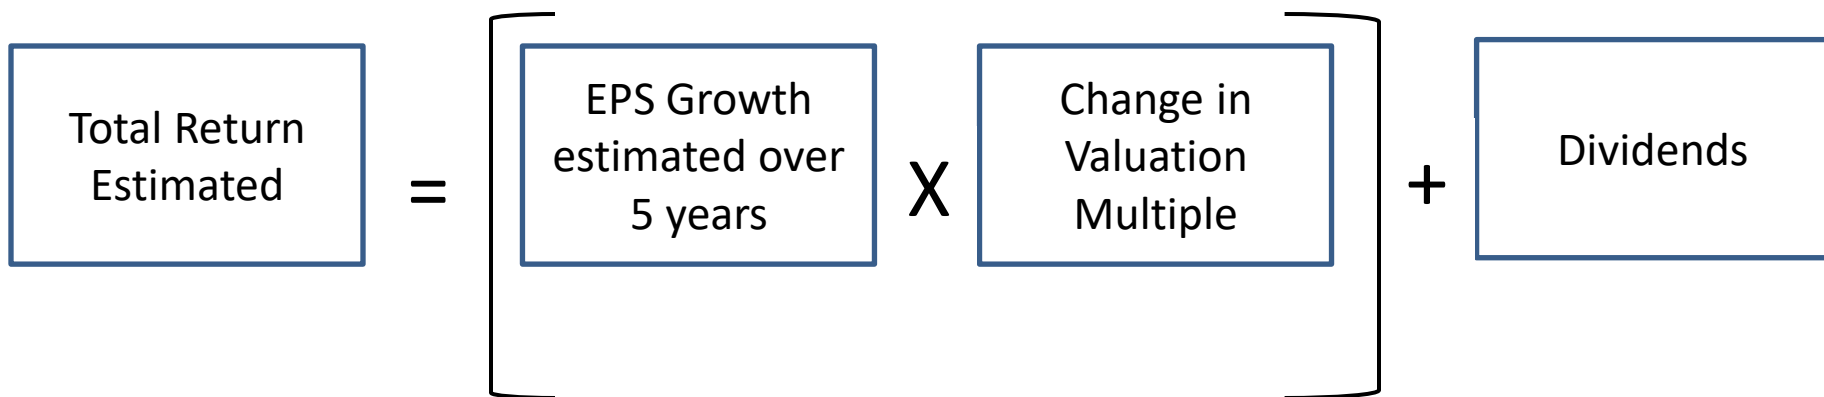 Total Return
Estimated
=
EPS Growth
estimated over
5 years
X
Change in
Valuation
Multiple
+
Dividends